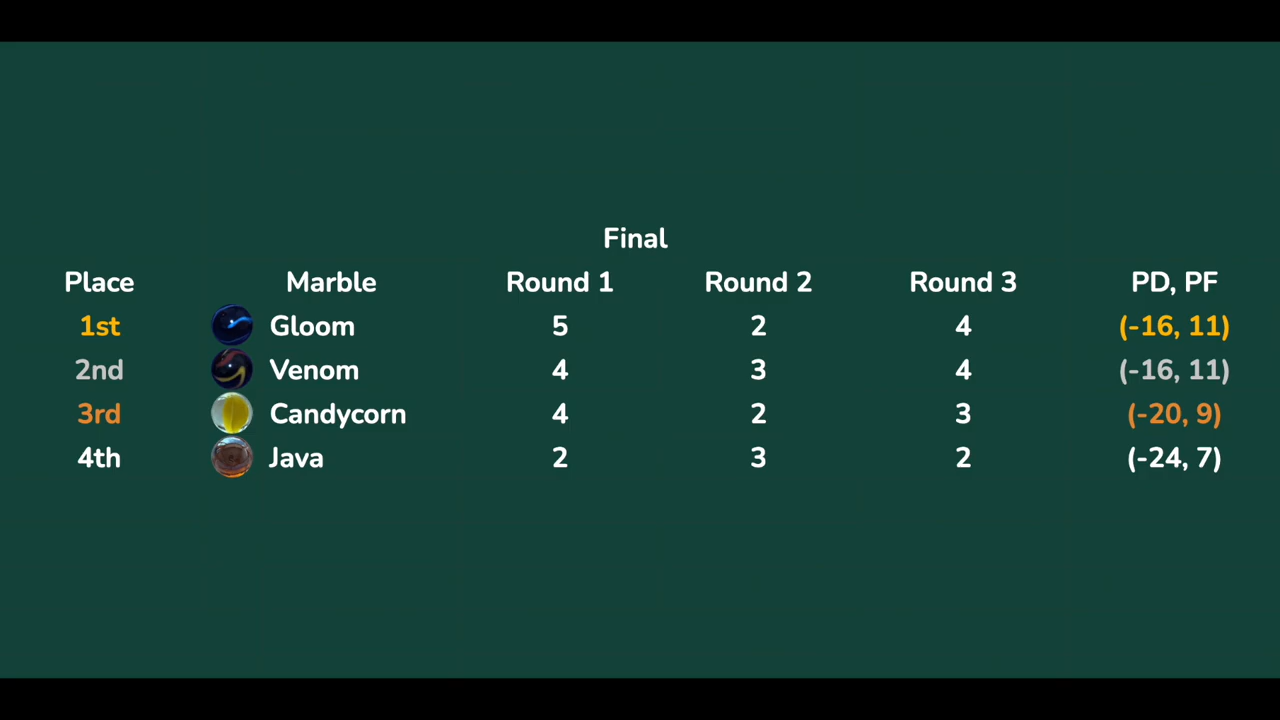 Final
Place Marble Round 1 Round 2 Round 3 PD, PF
1st Gloom 5 2 4 (-16, 11)
2nd Venom 4 3 4 (-16, 11)
3rd Candycorn 4 2 3 (-20, 9)
4th Java 2 3 2 (-24, 7)